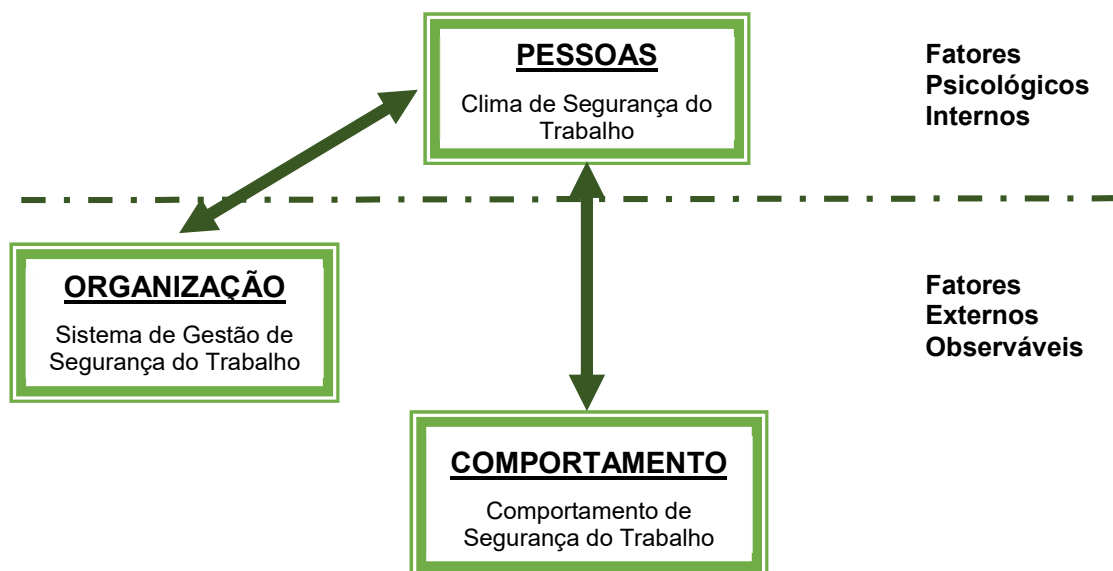 PESSOAS
Clima de Segurança do
Trabalho
Fatores
Psicológicos
Internos
ORGANIZAÇÃO
Sistema de Gestão de
Segurança do Trabalho
Fatores
Externos
Observáveis
COMPORTAMENTO
Comportamento de
Segurança do Trabalho